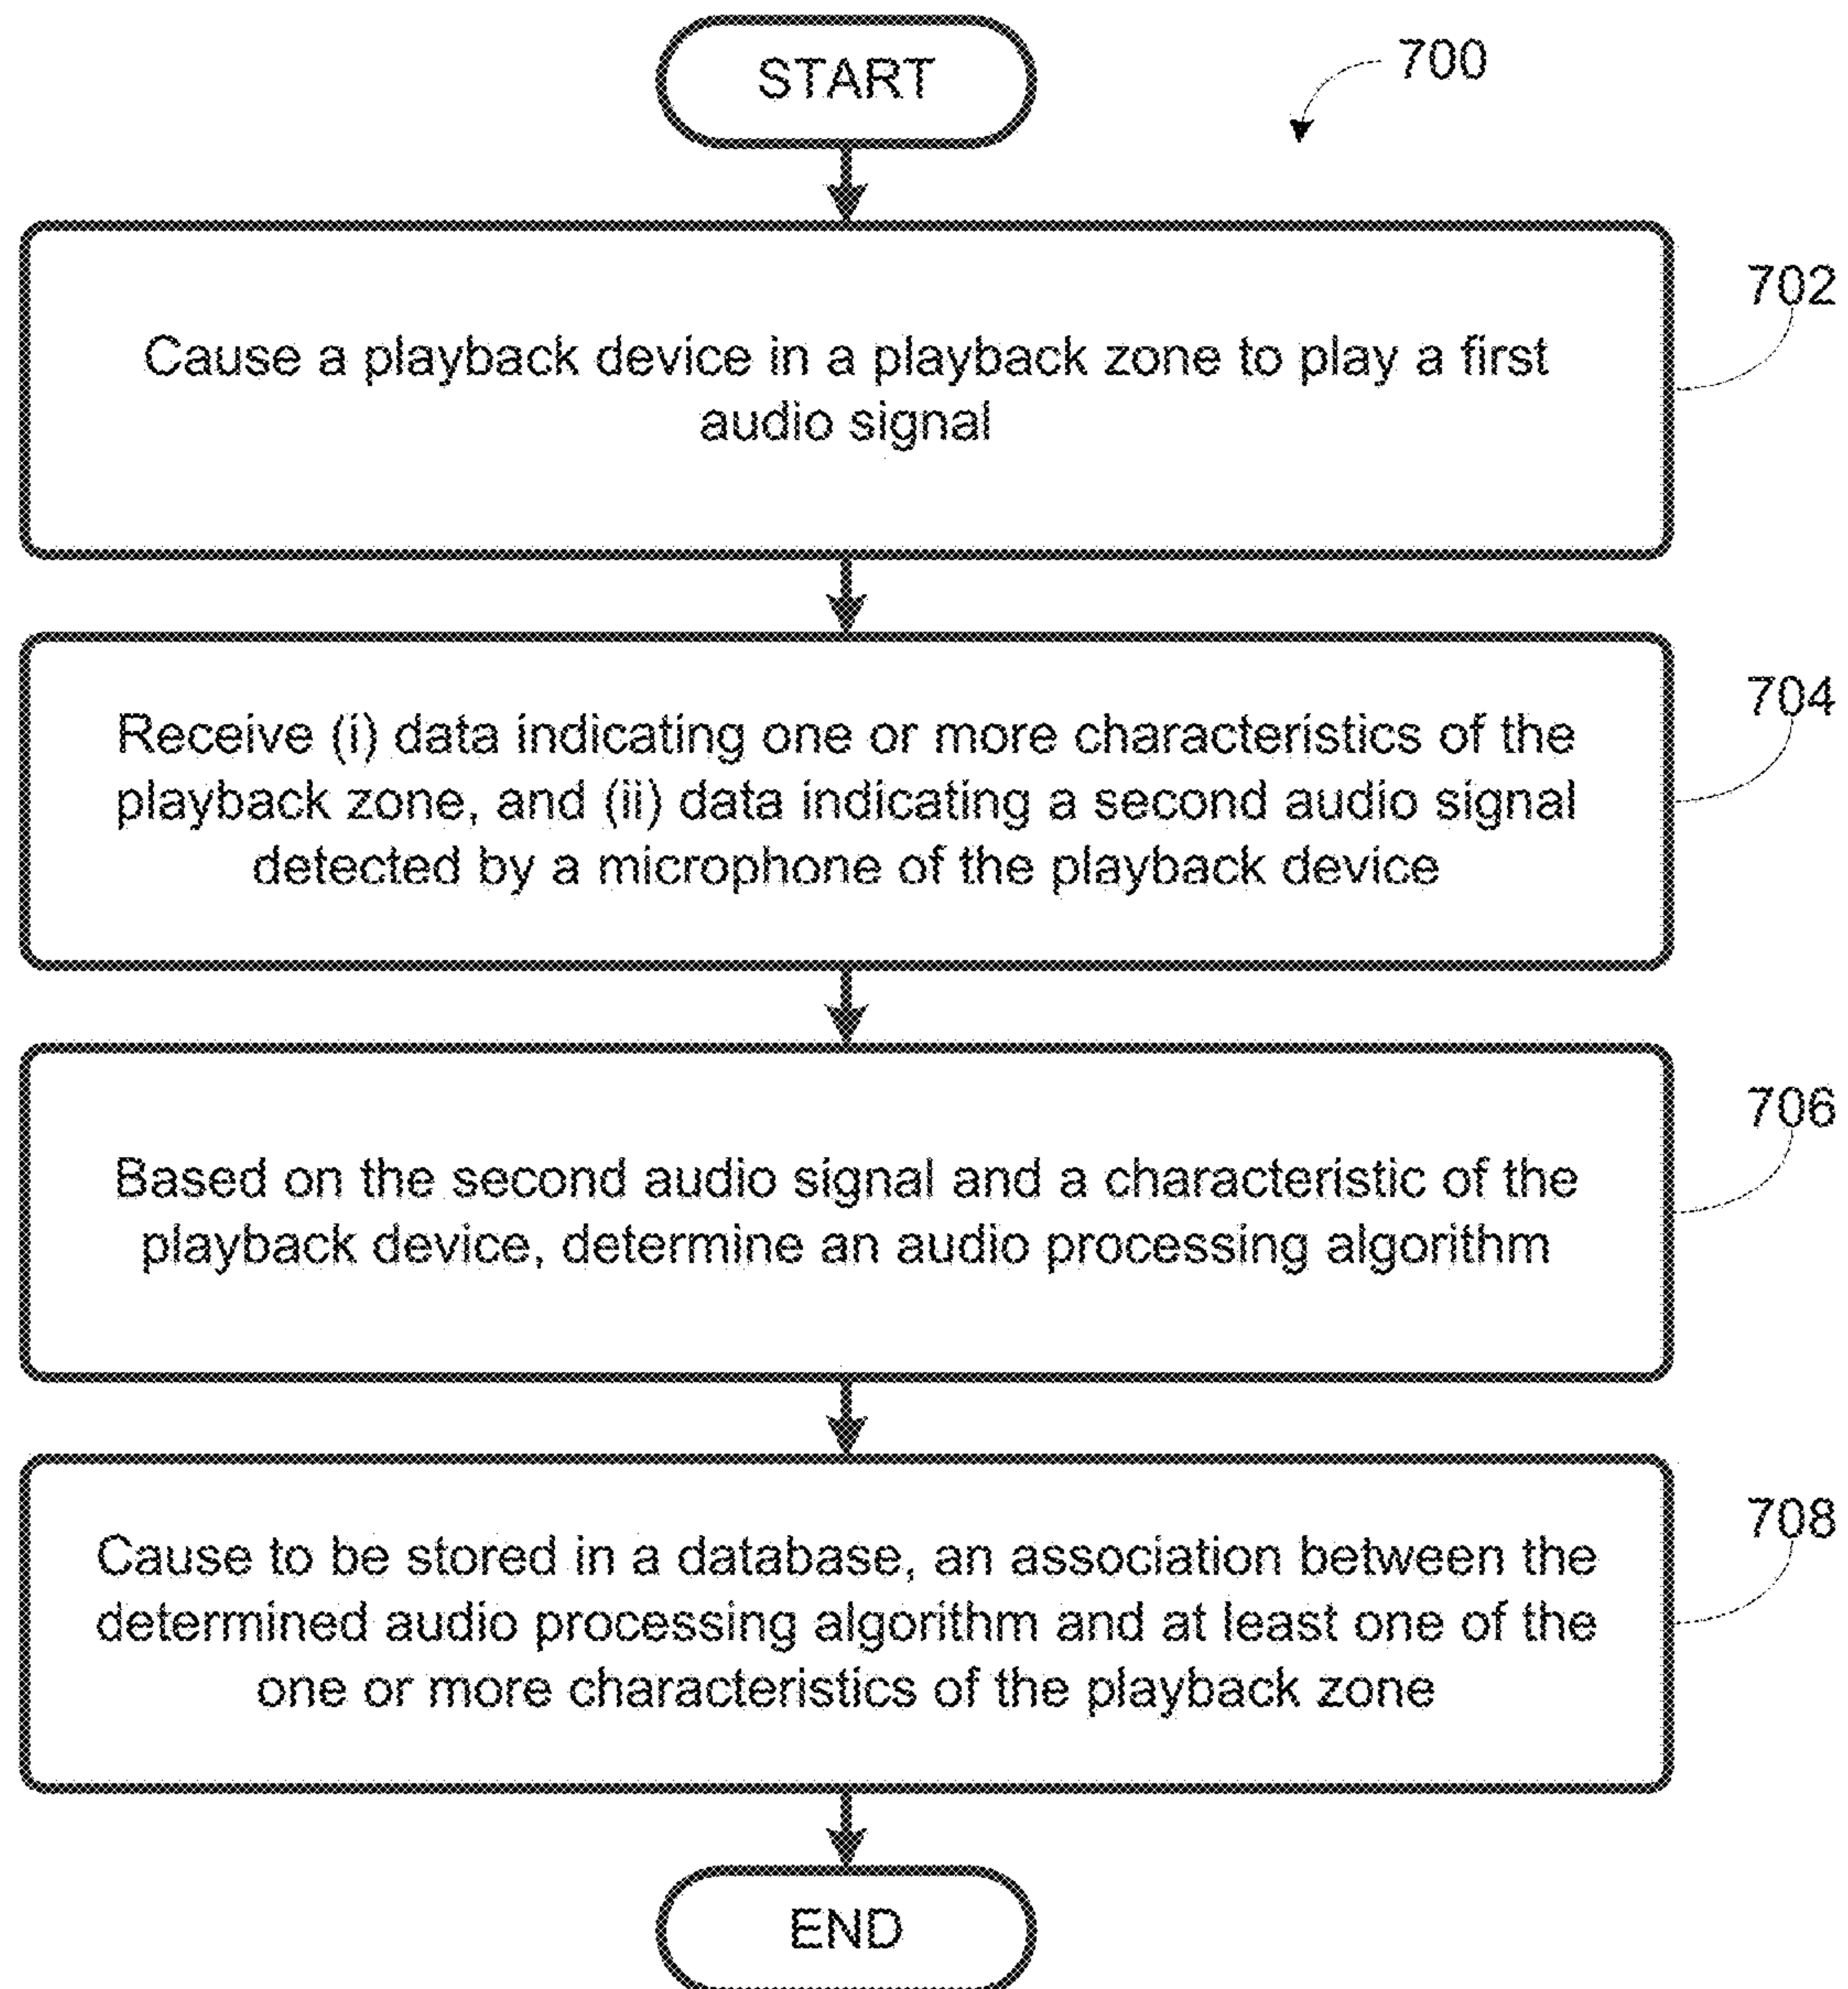 START
700
702
Cause a playback device in a playback zone to play a first
audio signal
704
Receive (i) data indicating one or more characteristics of the
playback zone, and (ii) data indicating a second audio signal
detected by a microphone of the playback device
706
Based on the second audio signal and a characteristic of the
playback device, determine an audio processing algorithm
708
Cause to be stored in a database, an association between the
determined audio processing algorithm and at least one of the
one or more characteristics of the playback zone
END